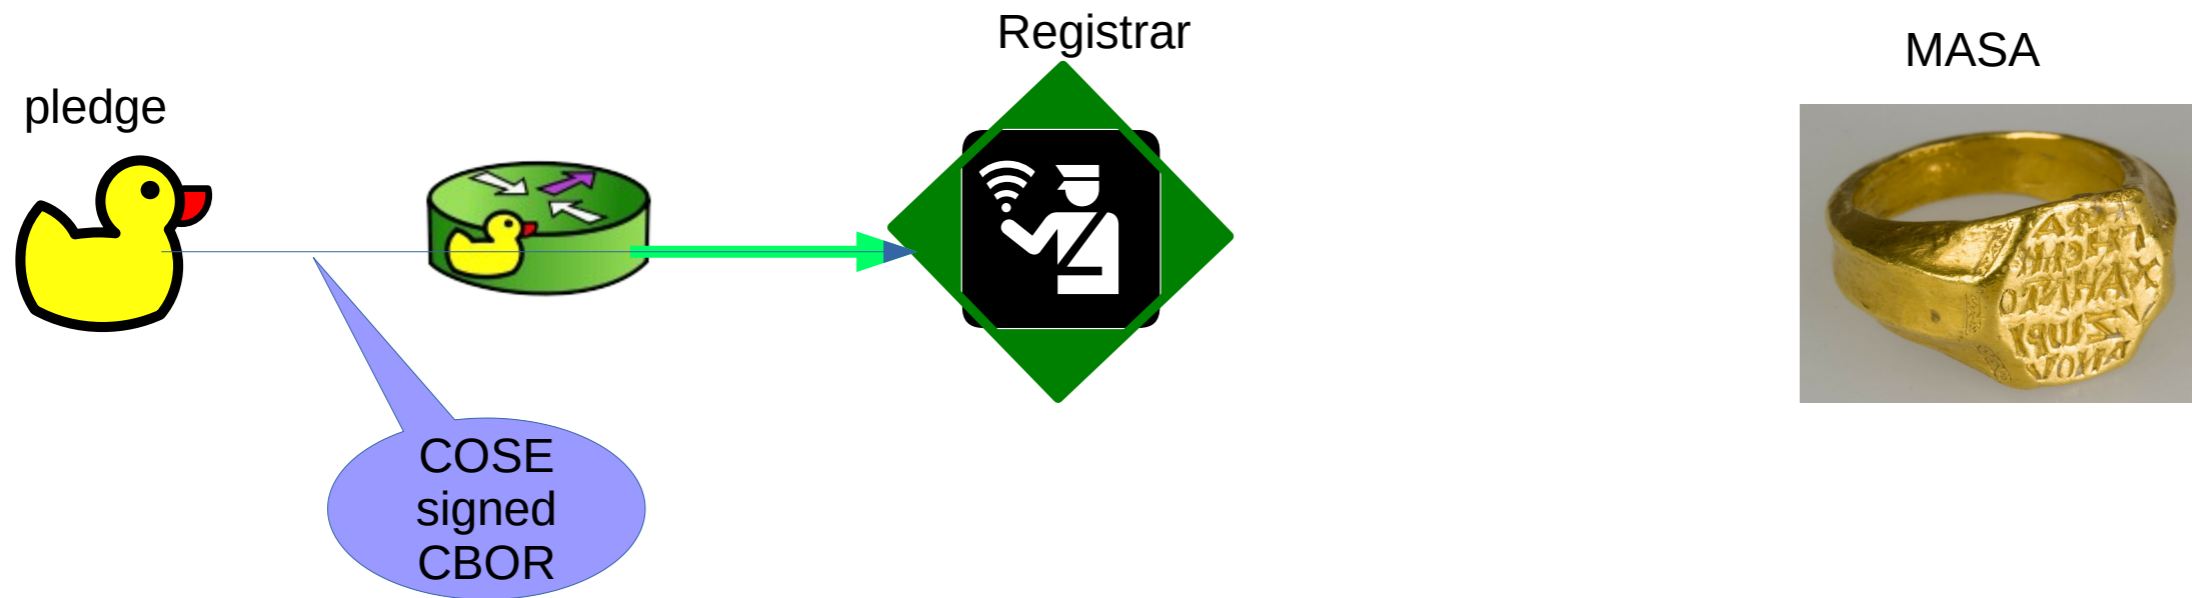 Registrar
MASA
pledge
COSE
signed
CBOR